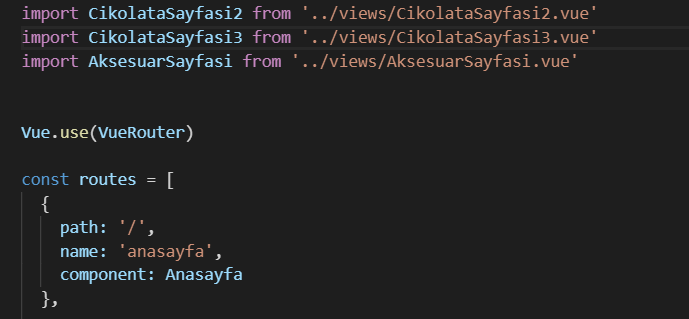 import CikolataSayfasi2 from '../views/CikolataSayfasi2.vue'
import CikolataSayfasi3 from '../views/CikolataSayfasi3.vue'
import AksesuarSayfasi from '../views/AksesuarSayfasi.vue'
Vue.use(VueRouter)
const routes = [
{
path: '/',
name: 'anasayfa',
component: Anasayfa
},